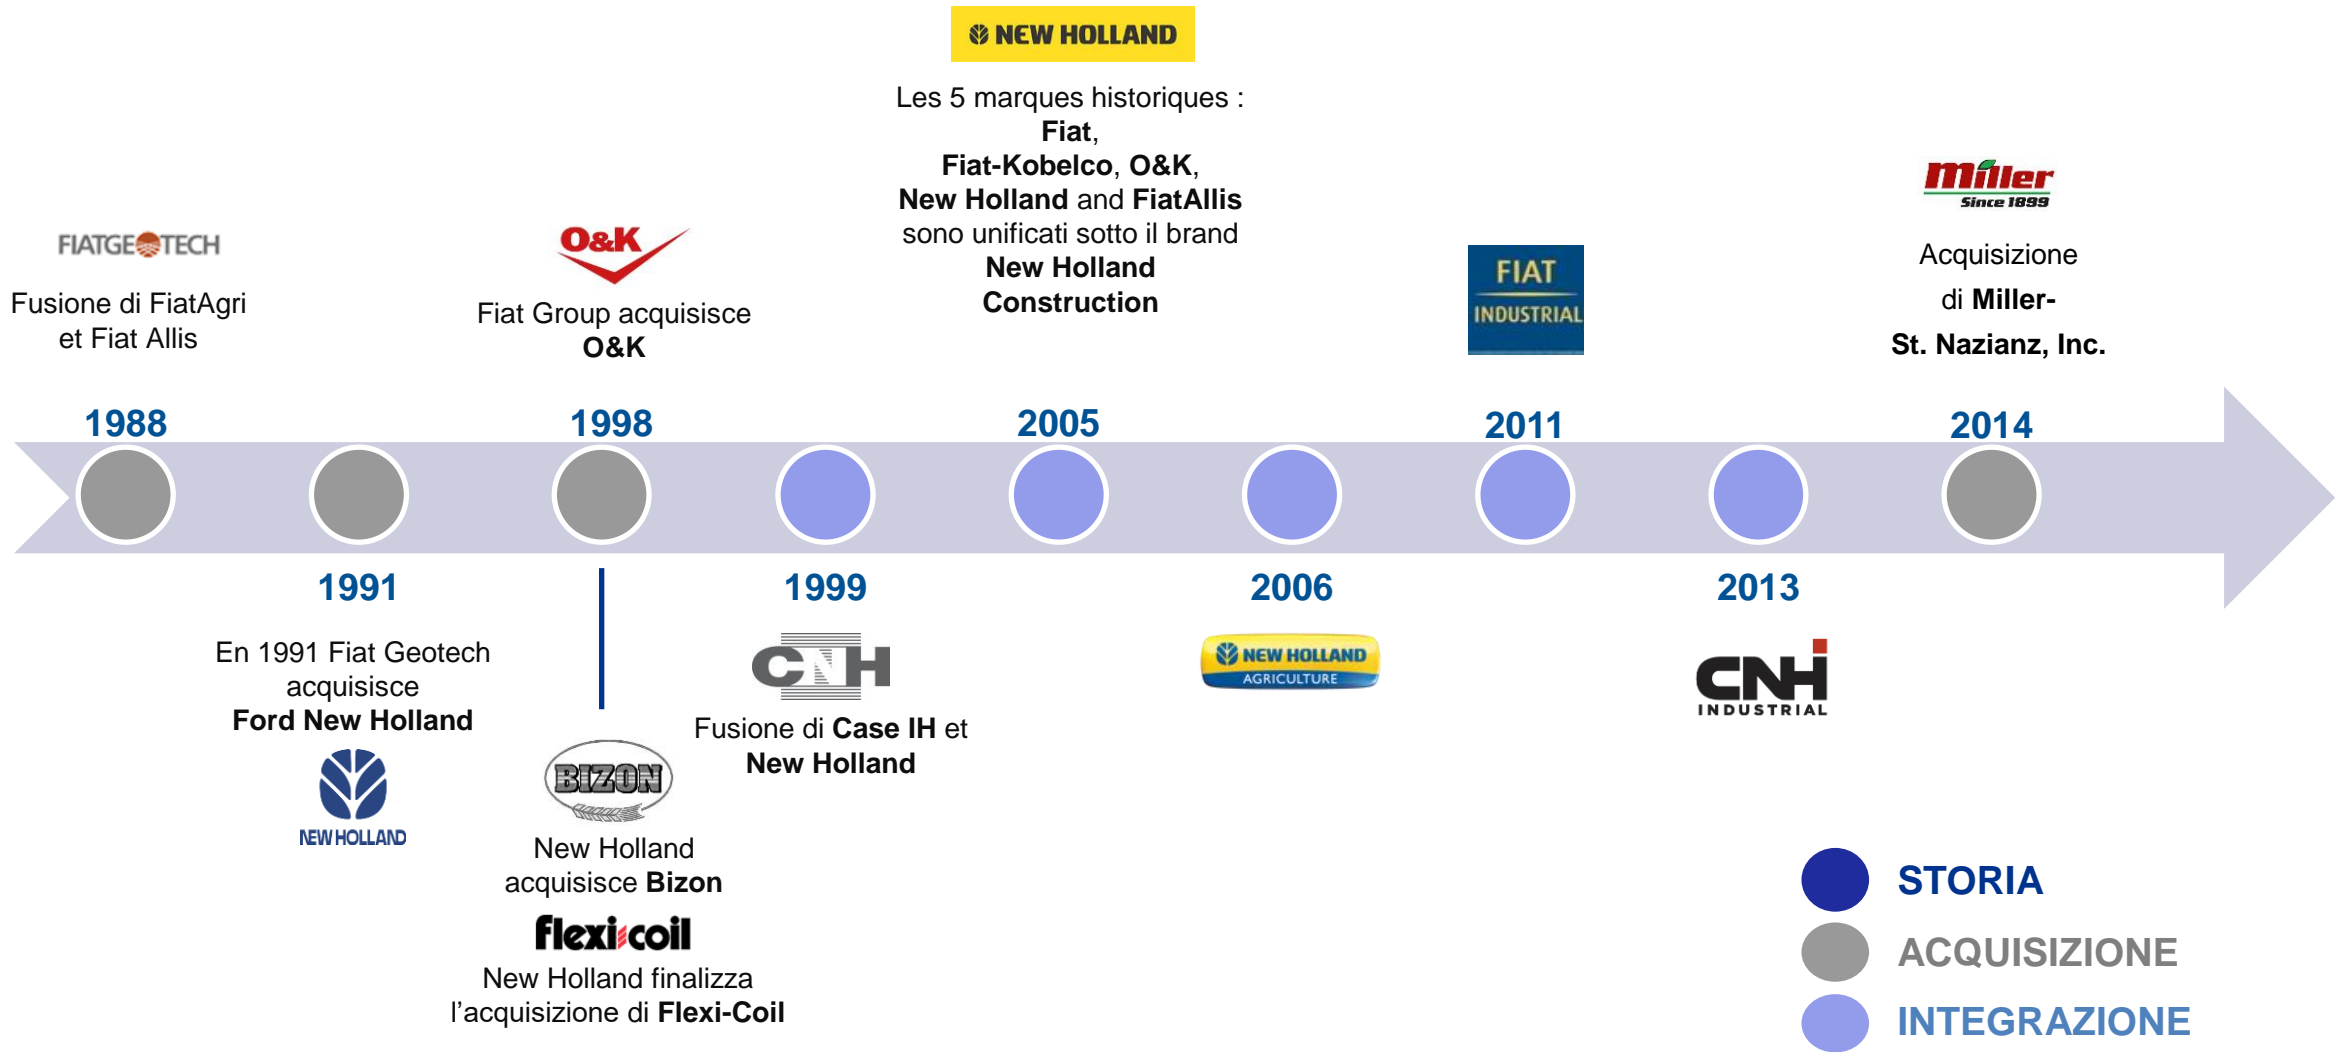 NEW HOLLAND
Les 5 marques historiques :
Fiat,
Fiat-Kobelco, O&K,
New Holland and FiatAllis
sono unificati sotto il brand
New Holland
Construction
FIATGEOTECH
Fusione di FiatAgri
et Fiat Allis
O&K
Fiat Group acquisisce
O&K
FIAT
INDUSTRIAL
Miller
Since 1899
Acquisizione
di Miller-
St. Nazianz, Inc.
1988
1998
2005
2011
2014
1991
1999
2006
2013
En 1991 Fiat Geotech
acquisisce
Ford New Holland
NEW HOLLAND
BIZON
New Holland
acquisisce Bizon
flexi-coil
New Holland finalizza
l’acquisizione di Flexi-Coil
CNH
Fusione di Case IH et
New Holland
NEW HOLLAND
AGRICULTURE
CNH
INDUSTRIAL
STORIA
ACQUISIZIONE
INTEGRAZIONE